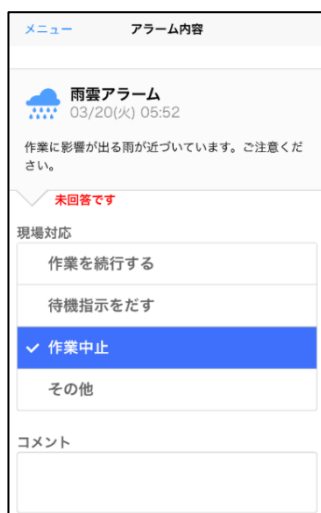 メニュー アラーム内容
雨雲アラーム
03/20(火) 05:52
作業に影響が出る雨が近づいています。ご注意くだ
さい。
未回答です
現場対応
作業を続行する
待機指示をだす
作業中止
その他
コメント